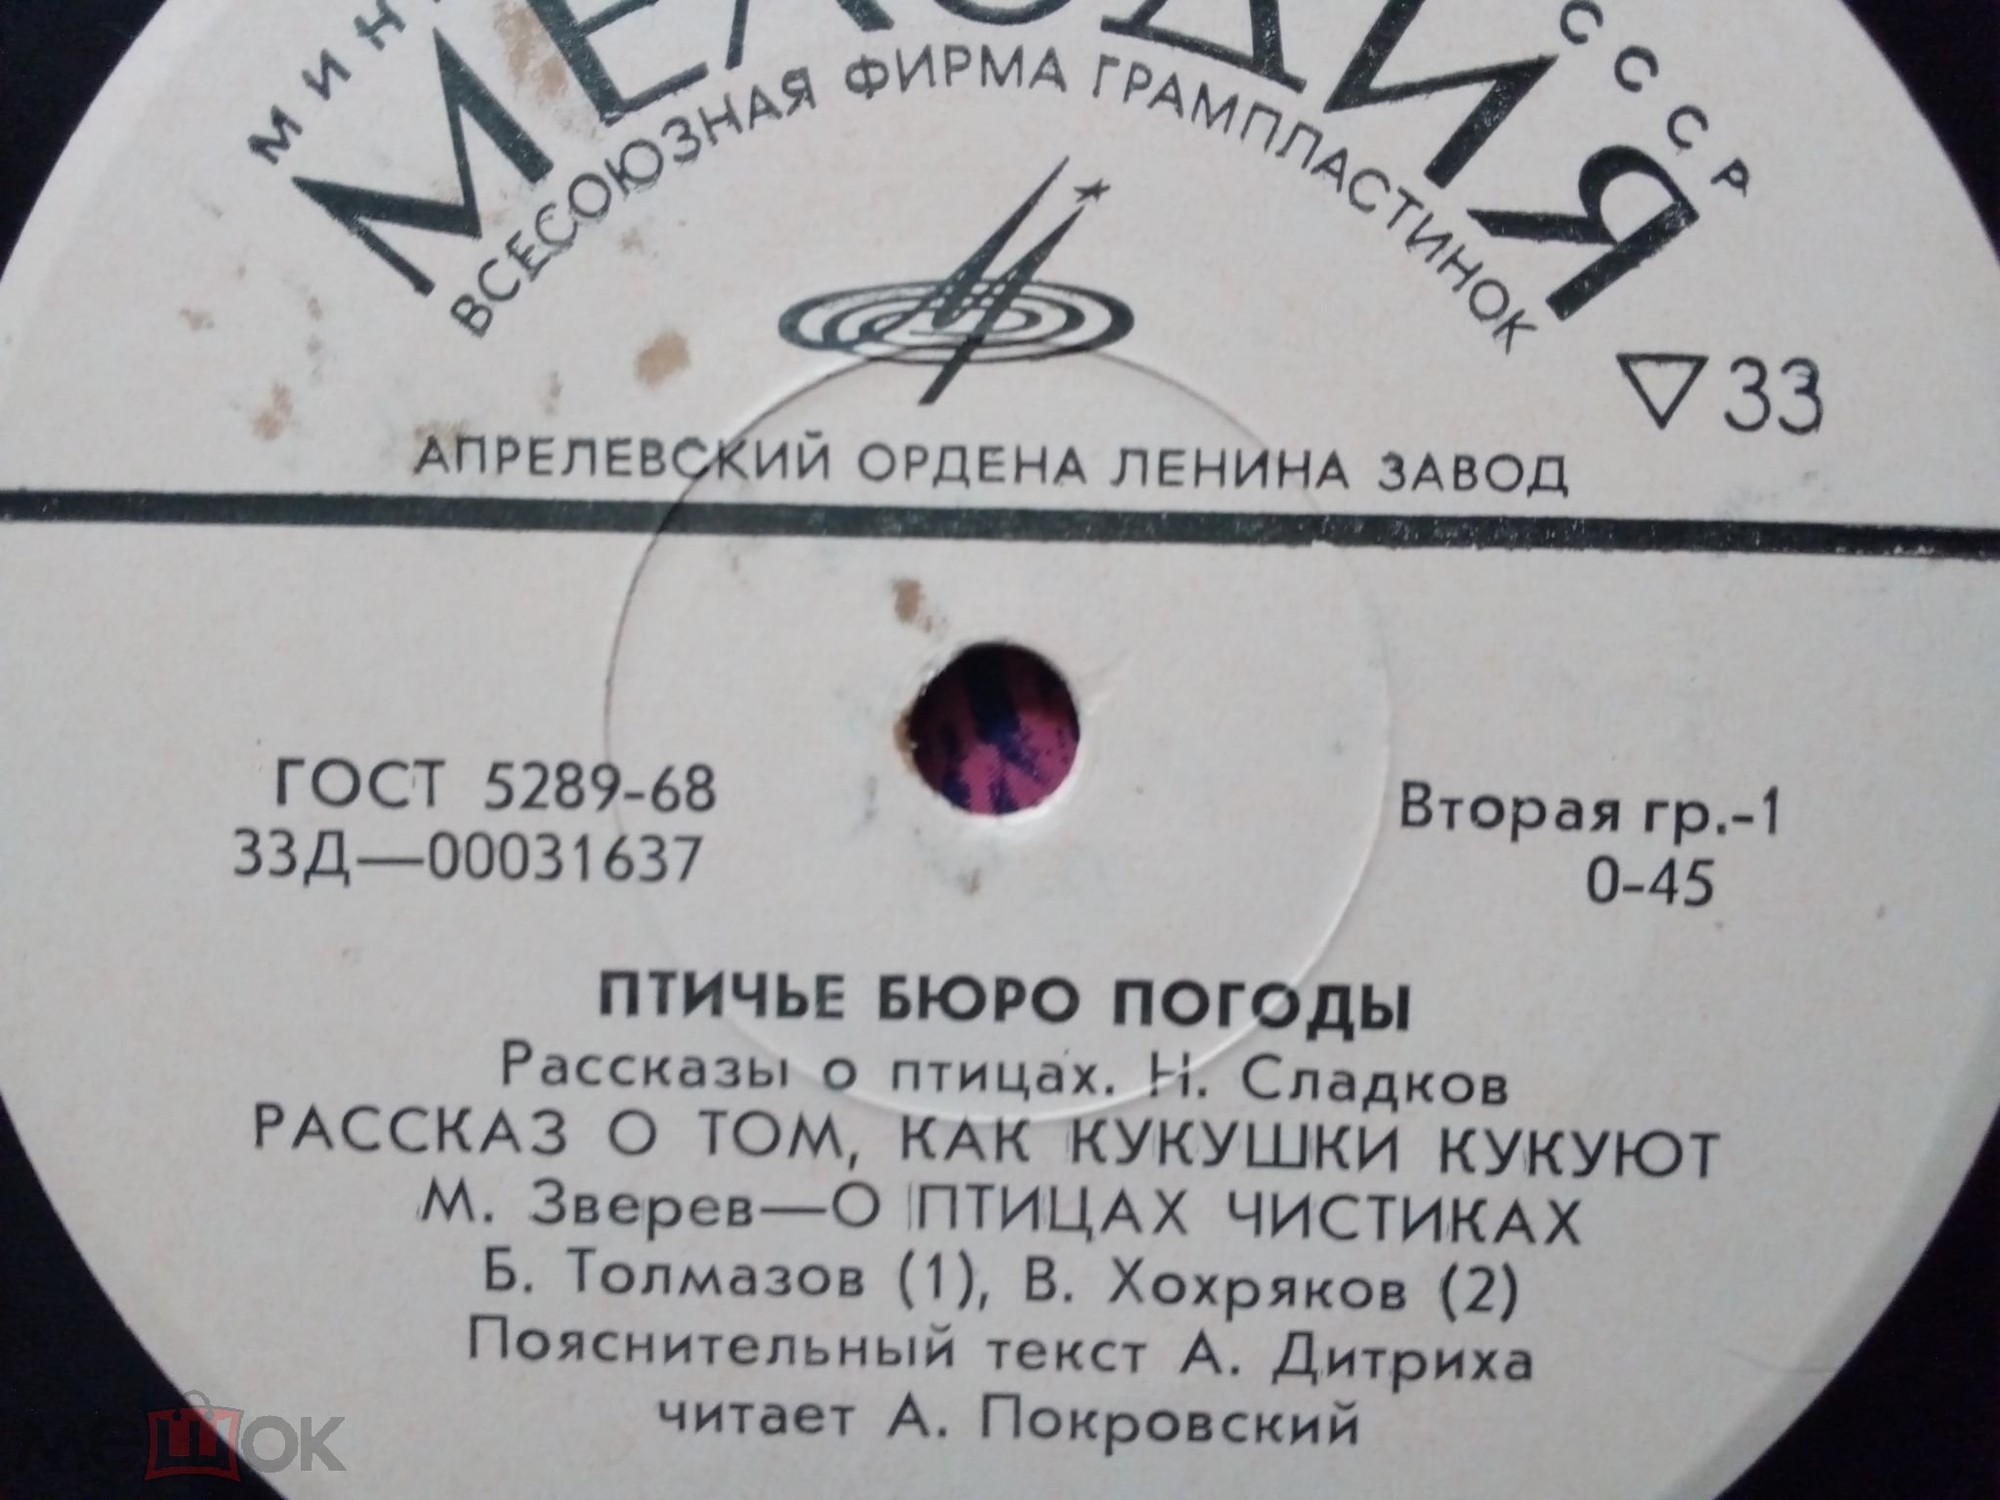 МЕЛОДИЯ
СССР
ВСЕСОЮЗНАЯ ФИРМА ГРАМПЛАСТИНОК
33
АПРЕЛЕВСКИЙ ОРДЕНА ЛЕНИНА ЗАВОД
ГОСТ 5289-68
33Д—00031637
Вторая гр.-1
0-45
ПТИЧЬЕ БЮРО ПОГОДЫ
Рассказы о птицах. Н. Сладков
РАССКАЗ О ТОМ, КАК КУКУШКИ КУКУЮТ
М. Зверев—О ПТИЦАХ ЧИСТИКАХ
Б. Толмазов (1), В. Хохряков (2)
Пояснительный текст А. Дитриха
читает А. Покровский
мешок